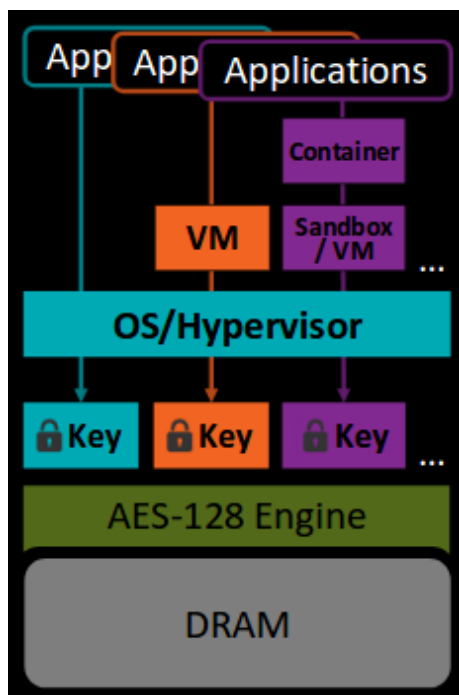 App
App
Applications
Container
VM
Sandbox
/ VM
...
OS/Hypervisor
Key
Key
Key
...
AES-128 Engine
DRAM